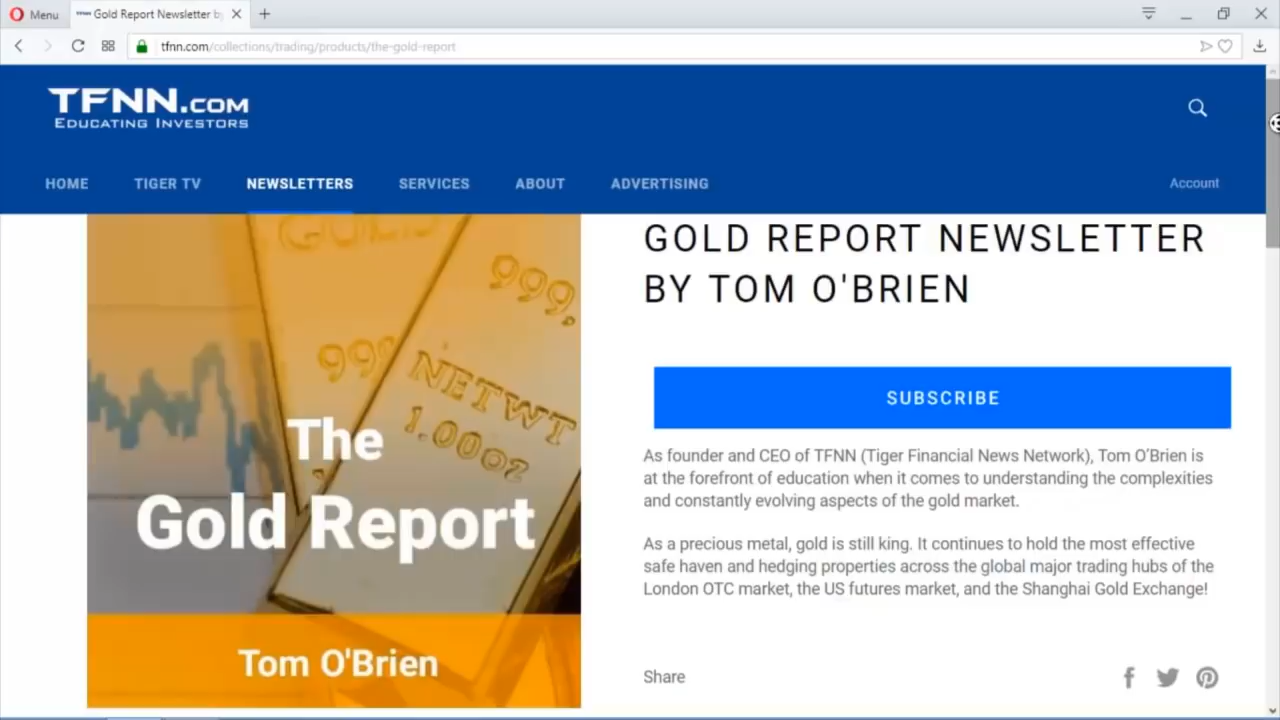 Menu
Gold Report Newsletter b
tfnn.com/collections/trading/products/the-gold-report
TFNN.COM
EDUCATING INVESTORS
HOME TIGER TV NEWSLETTERS SERVICES ABOUT ADVERTISING Account
GOLD
999,
999
NETWT
1.00OZ
The
Gold Report
Tom O'Brien
GOLD REPORT NEWSLETTER
BY TOM O'BRIEN
SUBSCRIBE
As founder and CEO of TFNN (Tiger Financial News Network), Tom O'Brien is
at the forefront of education when it comes to understanding the complexities
and constantly evolving aspects of the gold market.
As a precious metal, gold is still king. It continues to hold the most effective
safe haven and hedging properties across the global major trading hubs of the
London OTC market, the US futures market, and the Shanghai Gold Exchange!
Share